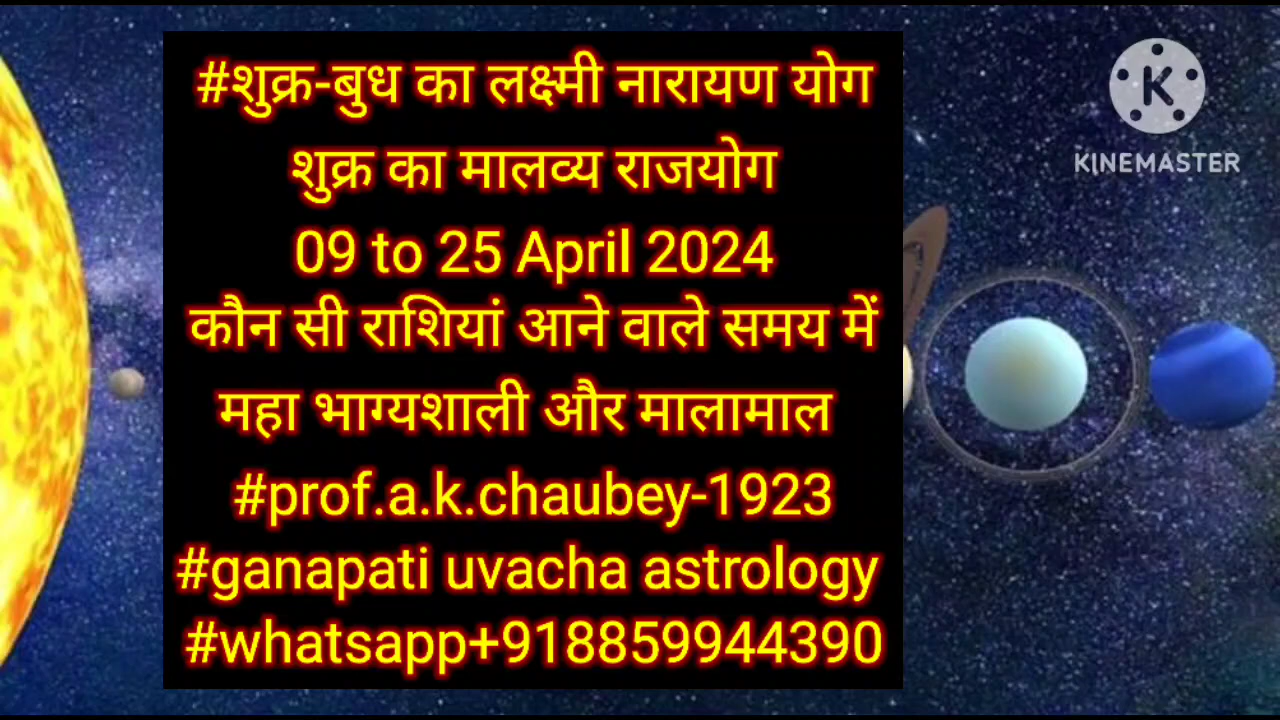 #शुक्र-बुध का लक्ष्मी नारायण योग
शुक्र का मालव्य राजयोग
09 to 25 April 2024
कौन सी राशियां आने वाले समय में
महा भाग्यशाली और मालामाल
#prof.a.k.chaubey-1923
#ganapati uvacha astrology
#whatsapp+918859944390
K
KINEMASTER